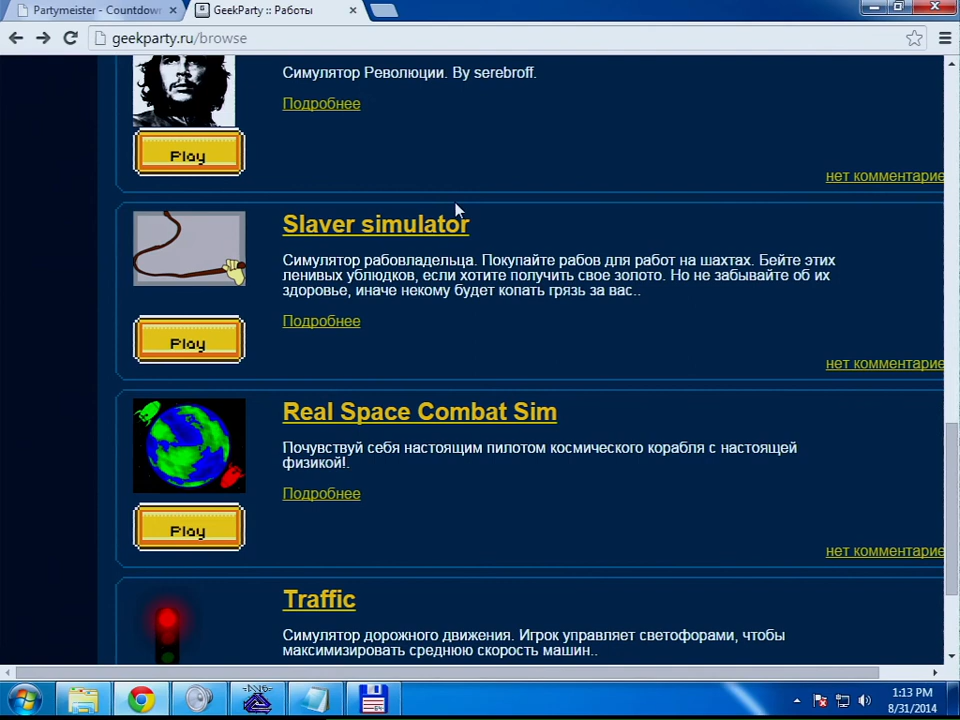 Partymeister - Countdow
GeekParty :: Работы
geekparty.ru/browse
Симулятор Революции. By serebroff.
Подробнее
Play
нет комментарие
Slaver simulator
Симулятор рабовладельца. Покупайте рабов для работ на шахтах. Бейте этих
ленивых ублюдков, если хотите получить свое золото. Но не забывайте об их
здоровье, иначе некому будет копать грязь за вас..
Подробнее
Play
нет комментарие
Real Space Combat Sim
Почувствуй себя настоящим пилотом космического корабля с настоящей
физикой!.
Подробнее
Play
нет комментарие
Traffic
Симулятор дорожного движения. Игрок управляет светофорами, чтобы
максимизировать среднюю скорость машин..
1:13 PM
8/31/2014